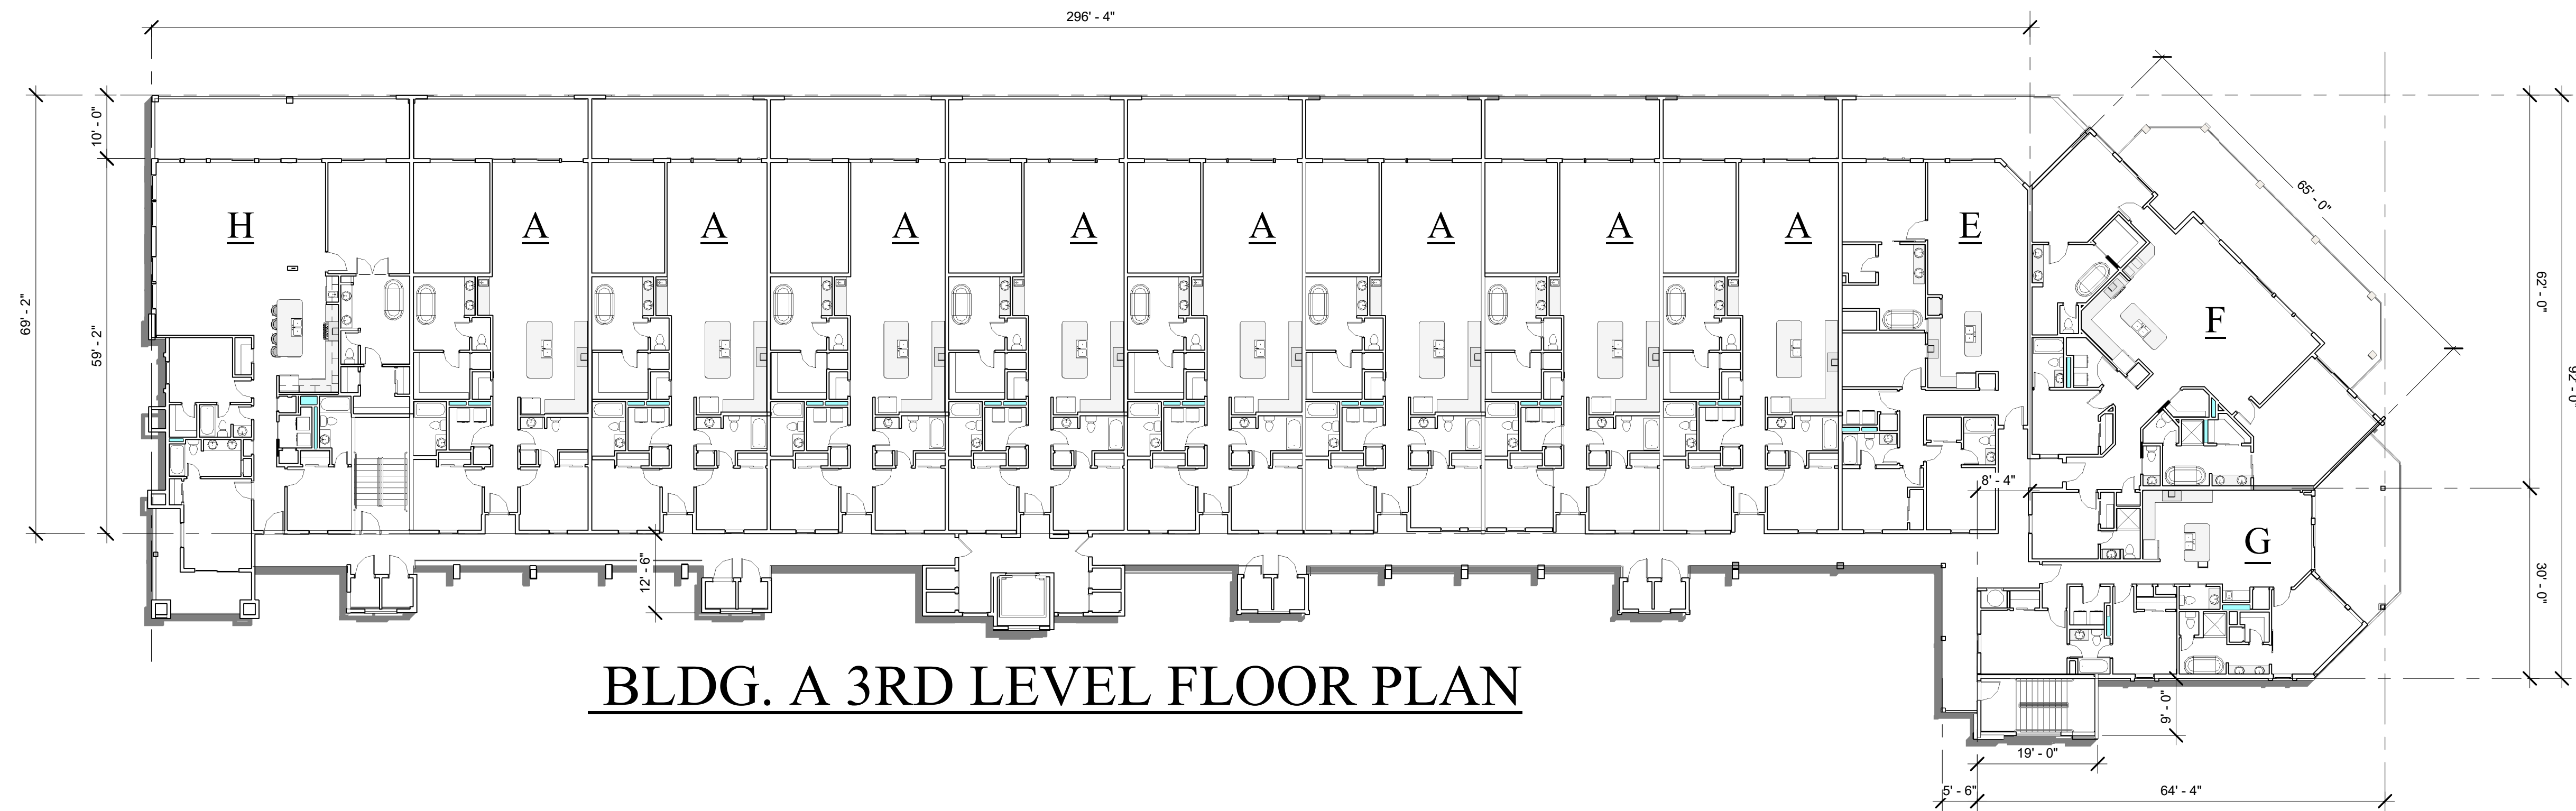 296' - 4"
10' - 0"
69' - 2"
59' - 2"
65' - 0"
62' - 0"
92' - 0"
H
A
A
A
A
A
A
A
A
E
F
8' - 4"
G
12' - 6"
30' - 0"
BLDG. A 3RD LEVEL FLOOR PLAN
9' - 0"
19' - 0"
5' - 6"
64' - 4"